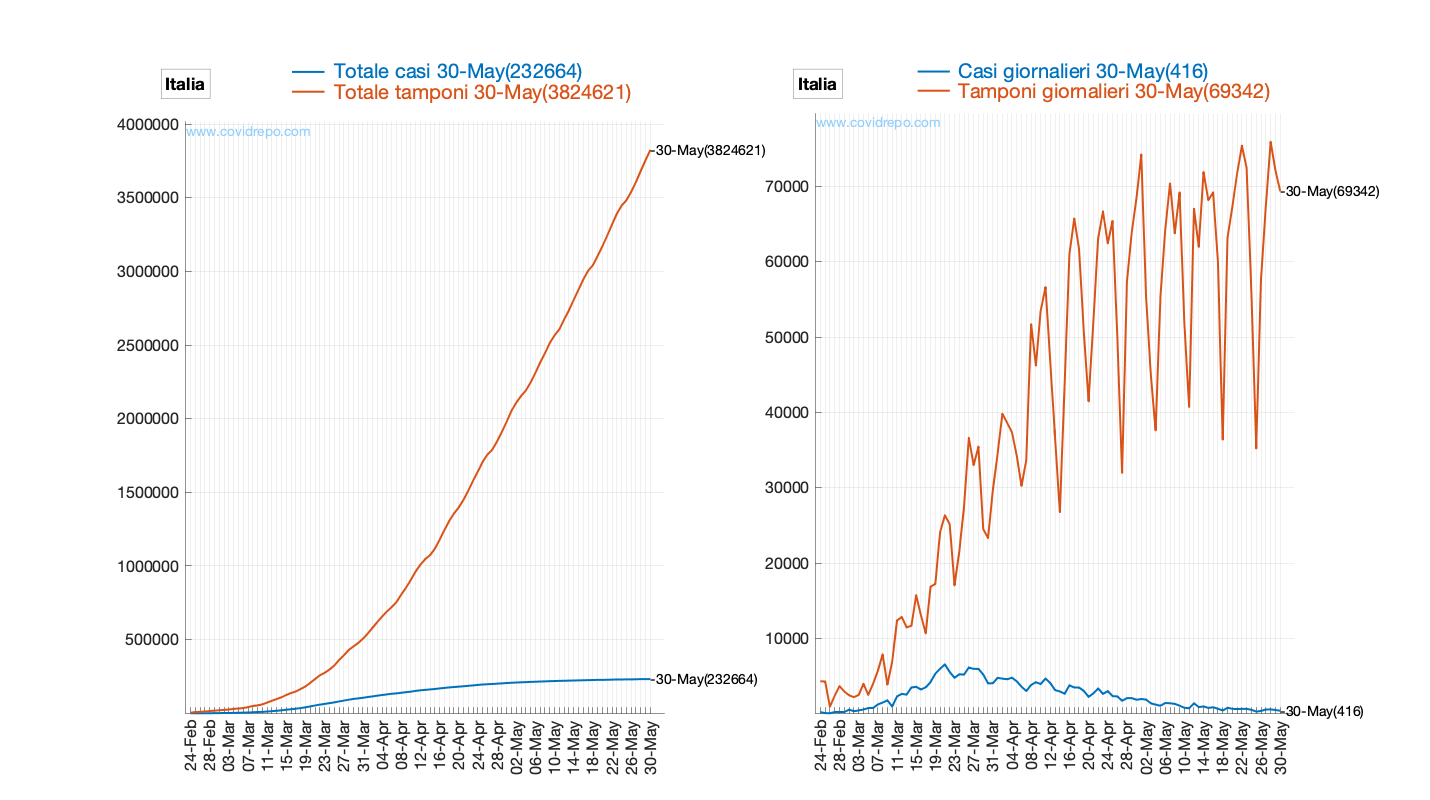 Italia
Totale casi 30-May(232664)
Totale tamponi 30-May(3824621)
www.covidrepo.com
4000000
3500000
3000000
2500000
2000000
1500000
1000000
500000
30-May(3824621)
30-May(232664)
24-Feb
28-Feb
03-Mar
07-Mar
11-Mar
15-Mar
19-Mar
23-Mar
27-Mar
31-Mar
04-Apr
08-Apr
12-Apr
16-Apr
20-Apr
24-Apr
28-Apr
02-May
06-May
10-May
14-May
18-May
22-May
26-May
30-May
Italia
Casi giornalieri 30-May(416)
Tamponi giornalieri 30-May(69342)
www.covidrepo.com
70000
60000
50000
40000
30000
20000
10000
30-May(69342)
30-May(416)
24-Feb
28-Feb
03-Mar
07-Mar
11-Mar
15-Mar
19-Mar
23-Mar
27-Mar
31-Mar
04-Apr
08-Apr
12-Apr
16-Apr
20-Apr
24-Apr
28-Apr
02-May
06-May
10-May
14-May
18-May
22-May
26-May
30-May